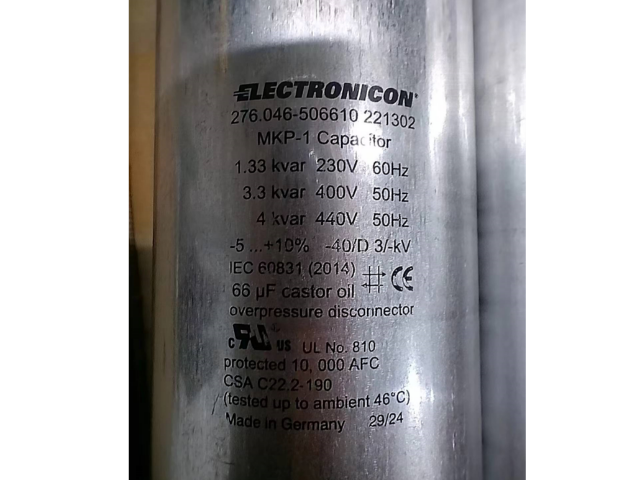 ELECTRONICON®
276.046-506610 221302
MKP-1 Capacitor
1.33 kvar 230V 60Hz
3.3 kvar 400V 50Hz
4 kvar 440V 50Hz
-5 ...+10% -40/D 3/-kV
IEC 60831 (2014) CE
66 µF castor oil
overpressure disconnector
c RU US UL No. 810
protected 10, 000 AFC
CSA C22.2-190
(tested up to ambient 46°C)
Made in Germany 29/24